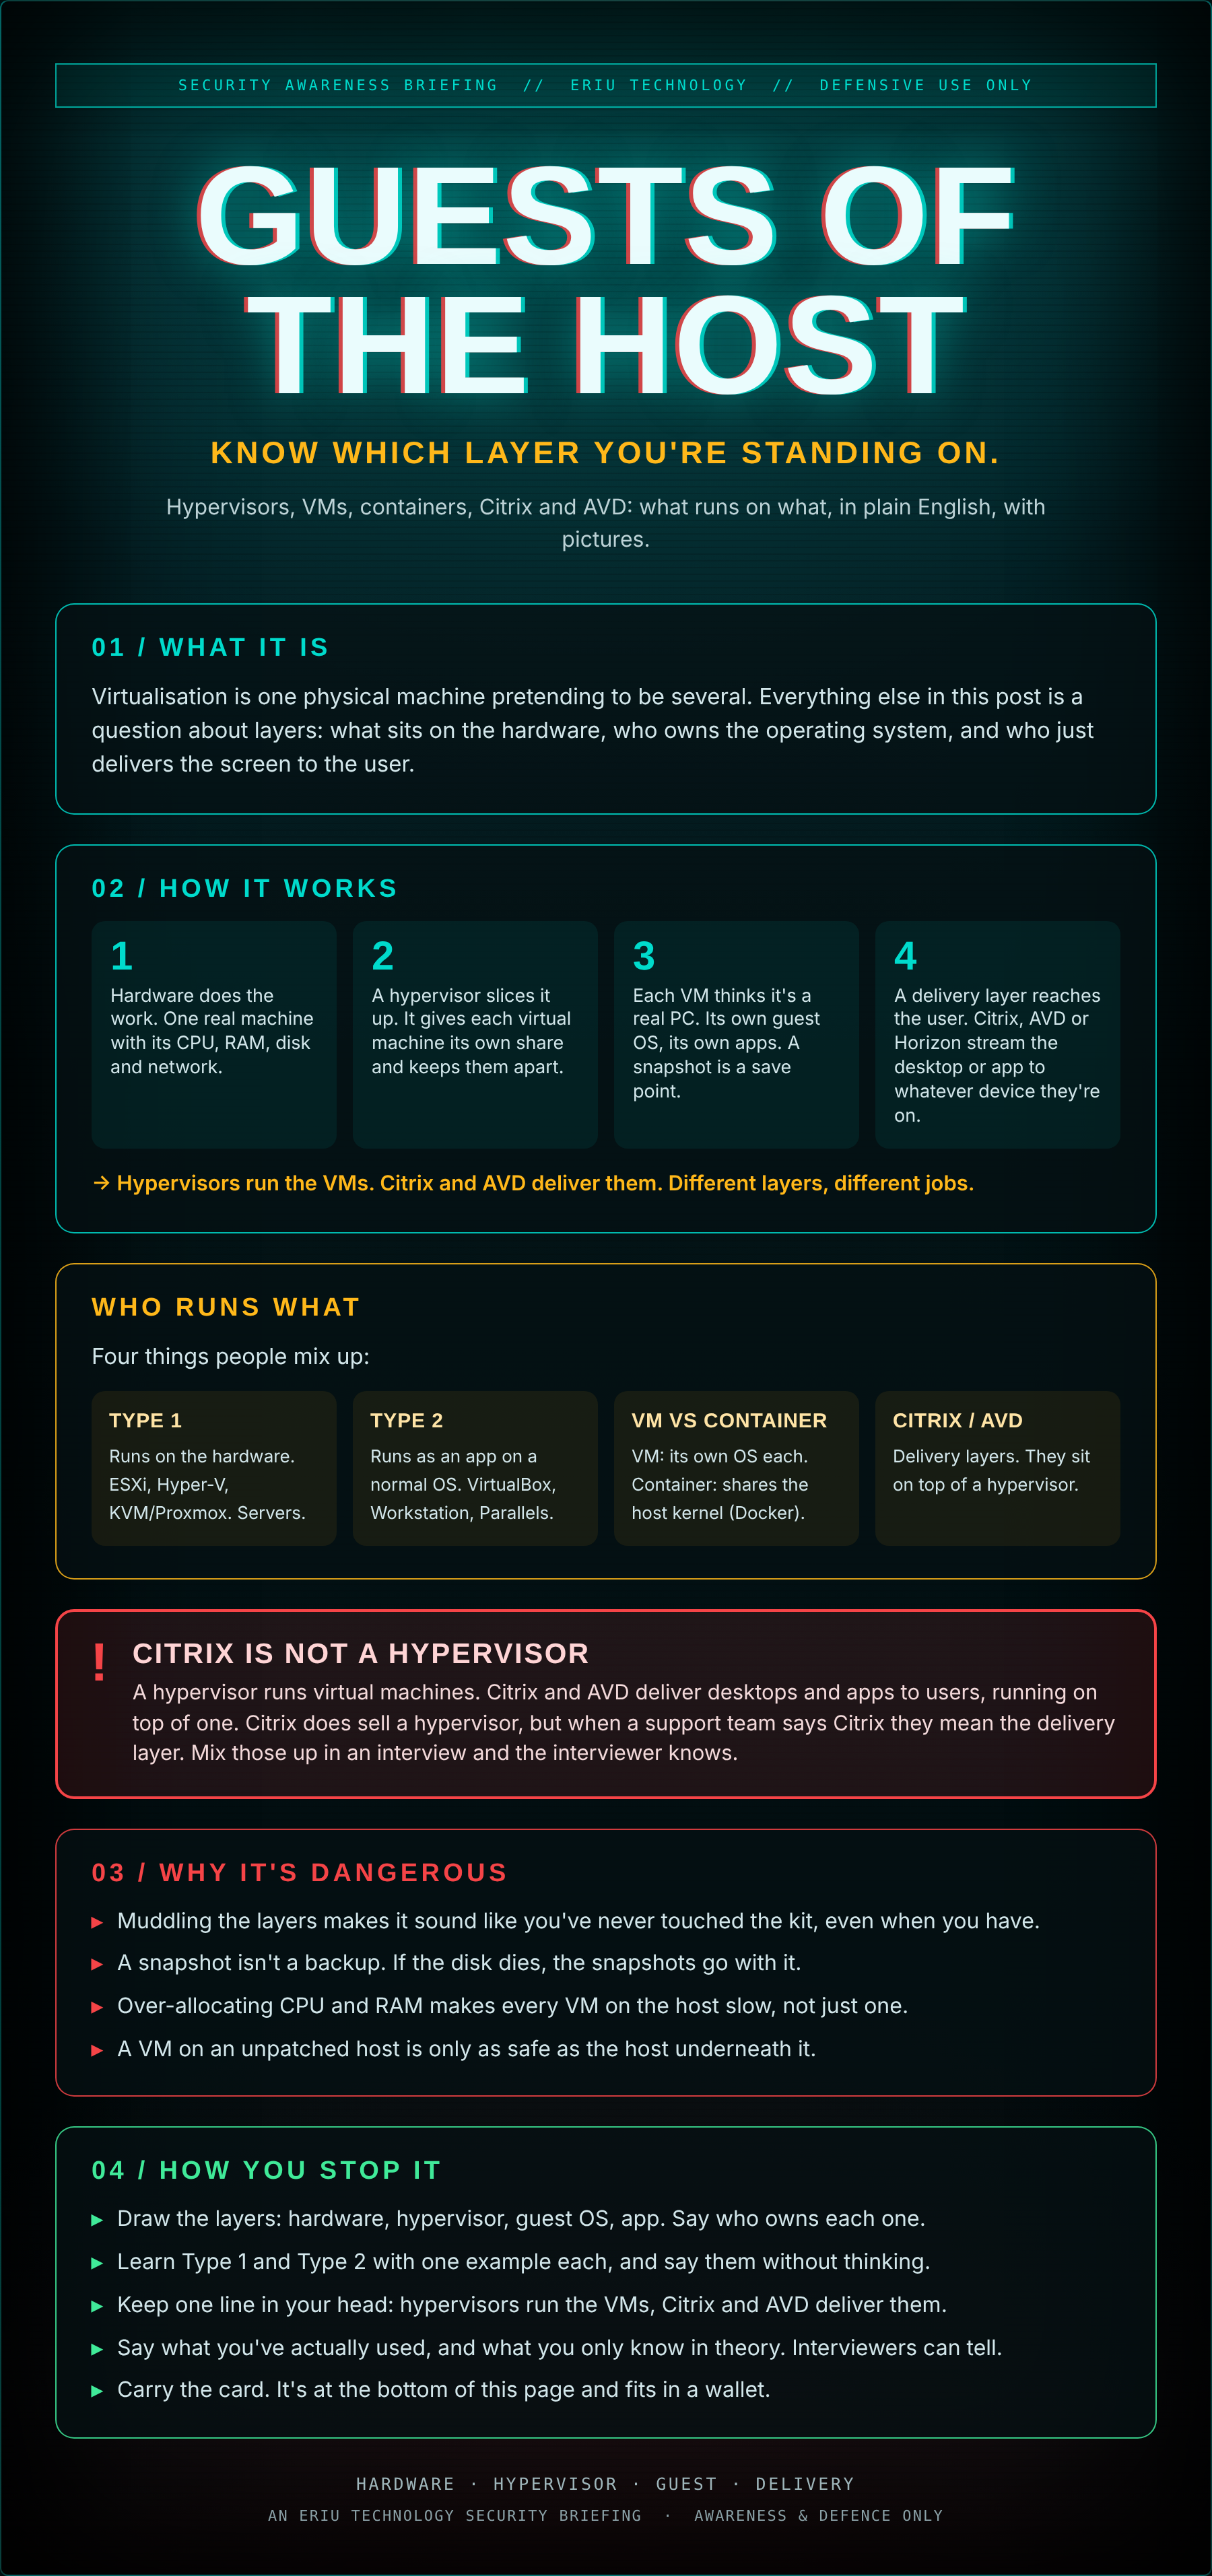 SECURITY AWARENESS BRIEFING // ERIU TECHNOLOGY // DEFENSIVE USE ONLY
GUESTS OF
THE HOST
KNOW WHICH LAYER YOU'RE STANDING ON.
Hypervisors, VMs, containers, Citrix and AVD: what runs on what, in plain English, with
pictures.
01 / WHAT IT IS
Virtualisation is one physical machine pretending to be several. Everything else in this post is a
question about layers: what sits on the hardware, who owns the operating system, and who just
delivers the screen to the user.
02 / HOW IT WORKS
1
Hardware does the
work. One real machine
with its CPU, RAM, disk
and network.
2
A hypervisor slices it
up. It gives each virtual
machine its own share
and keeps them apart.
3
Each VM thinks it's a
real PC. Its own guest
OS, its own apps. A
snapshot is a save
point.
4
A delivery layer reaches
the user. Citrix, AVD or
Horizon stream the
desktop or app to
whatever device they're
on.
→ Hypervisors run the VMs. Citrix and AVD deliver them. Different layers, different jobs.
WHO RUNS WHAT
Four things people mix up:
TYPE 1
Runs on the hardware.
ESXi, Hyper-V,
KVM/Proxmox. Servers.
TYPE 2
Runs as an app on a
normal OS. VirtualBox,
Workstation, Parallels.
VM VS CONTAINER
VM: its own OS each.
Container: shares the
host kernel (Docker).
CITRIX / AVD
Delivery layers. They sit
on top of a hypervisor.
! CITRIX IS NOT A HYPERVISOR
A hypervisor runs virtual machines. Citrix and AVD deliver desktops and apps to users, running on
top of one. Citrix does sell a hypervisor, but when a support team says Citrix they mean the delivery
layer. Mix those up in an interview and the interviewer knows.
03 / WHY IT'S DANGEROUS
▸ Muddling the layers makes it sound like you've never touched the kit, even when you have.
▸ A snapshot isn't a backup. If the disk dies, the snapshots go with it.
▸ Over-allocating CPU and RAM makes every VM on the host slow, not just one.
▸ A VM on an unpatched host is only as safe as the host underneath it.
04 / HOW YOU STOP IT
▸ Draw the layers: hardware, hypervisor, guest OS, app. Say who owns each one.
▸ Learn Type 1 and Type 2 with one example each, and say them without thinking.
▸ Keep one line in your head: hypervisors run the VMs, Citrix and AVD deliver them.
▸ Say what you've actually used, and what you only know in theory. Interviewers can tell.
▸ Carry the card. It's at the bottom of this page and fits in a wallet.
HARDWARE · HYPERVISOR · GUEST · DELIVERY
AN ERIU TECHNOLOGY SECURITY BRIEFING · AWARENESS & DEFENCE ONLY